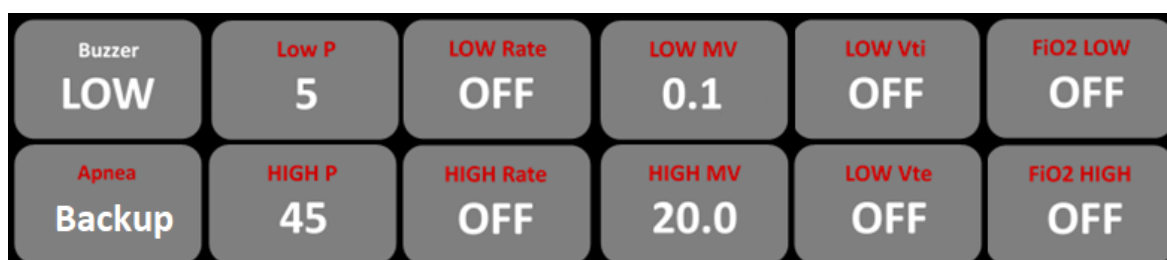 Buzzer Low P LOW Rate LOW MV LOW Vti FiO2 LOW
LOW 5 OFF 0.1 OFF OFF
Apnea HIGH P HIGH Rate HIGH MV LOW Vte FiO2 HIGH
Backup 45 OFF 20.0 OFF OFF